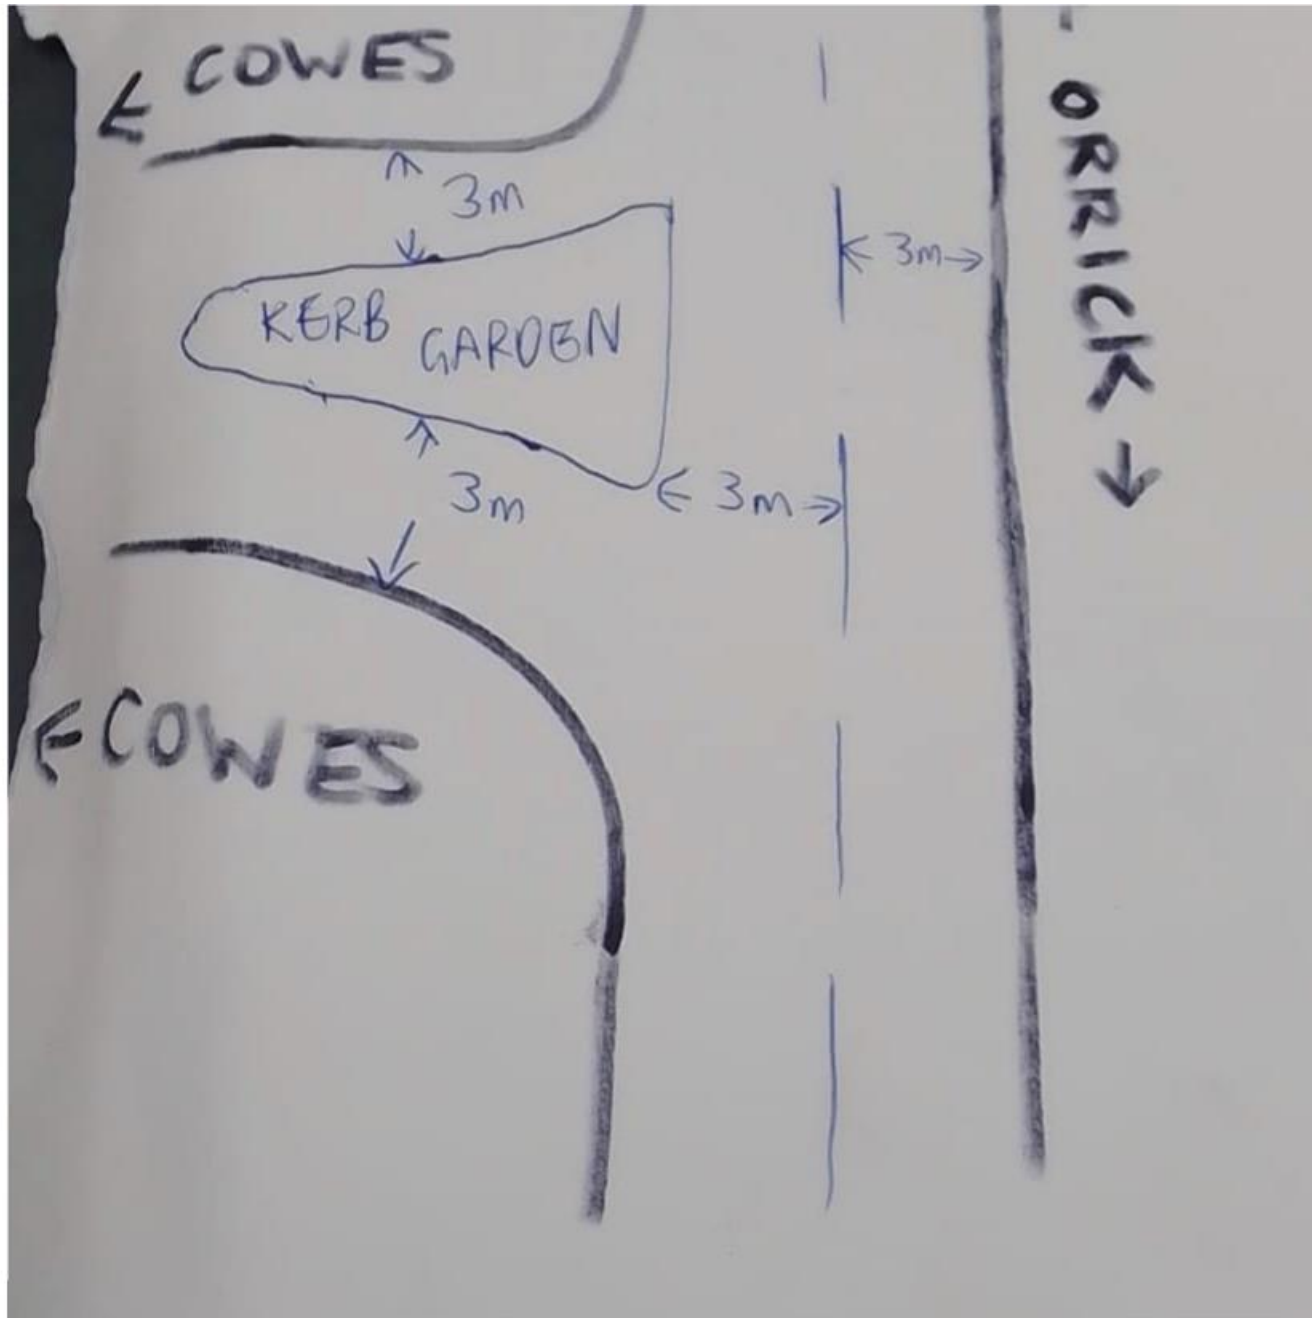 ← COWES
3m
← 3m →
KERB GARDEN
3m
← 3m →
← COWES
ORRICK →